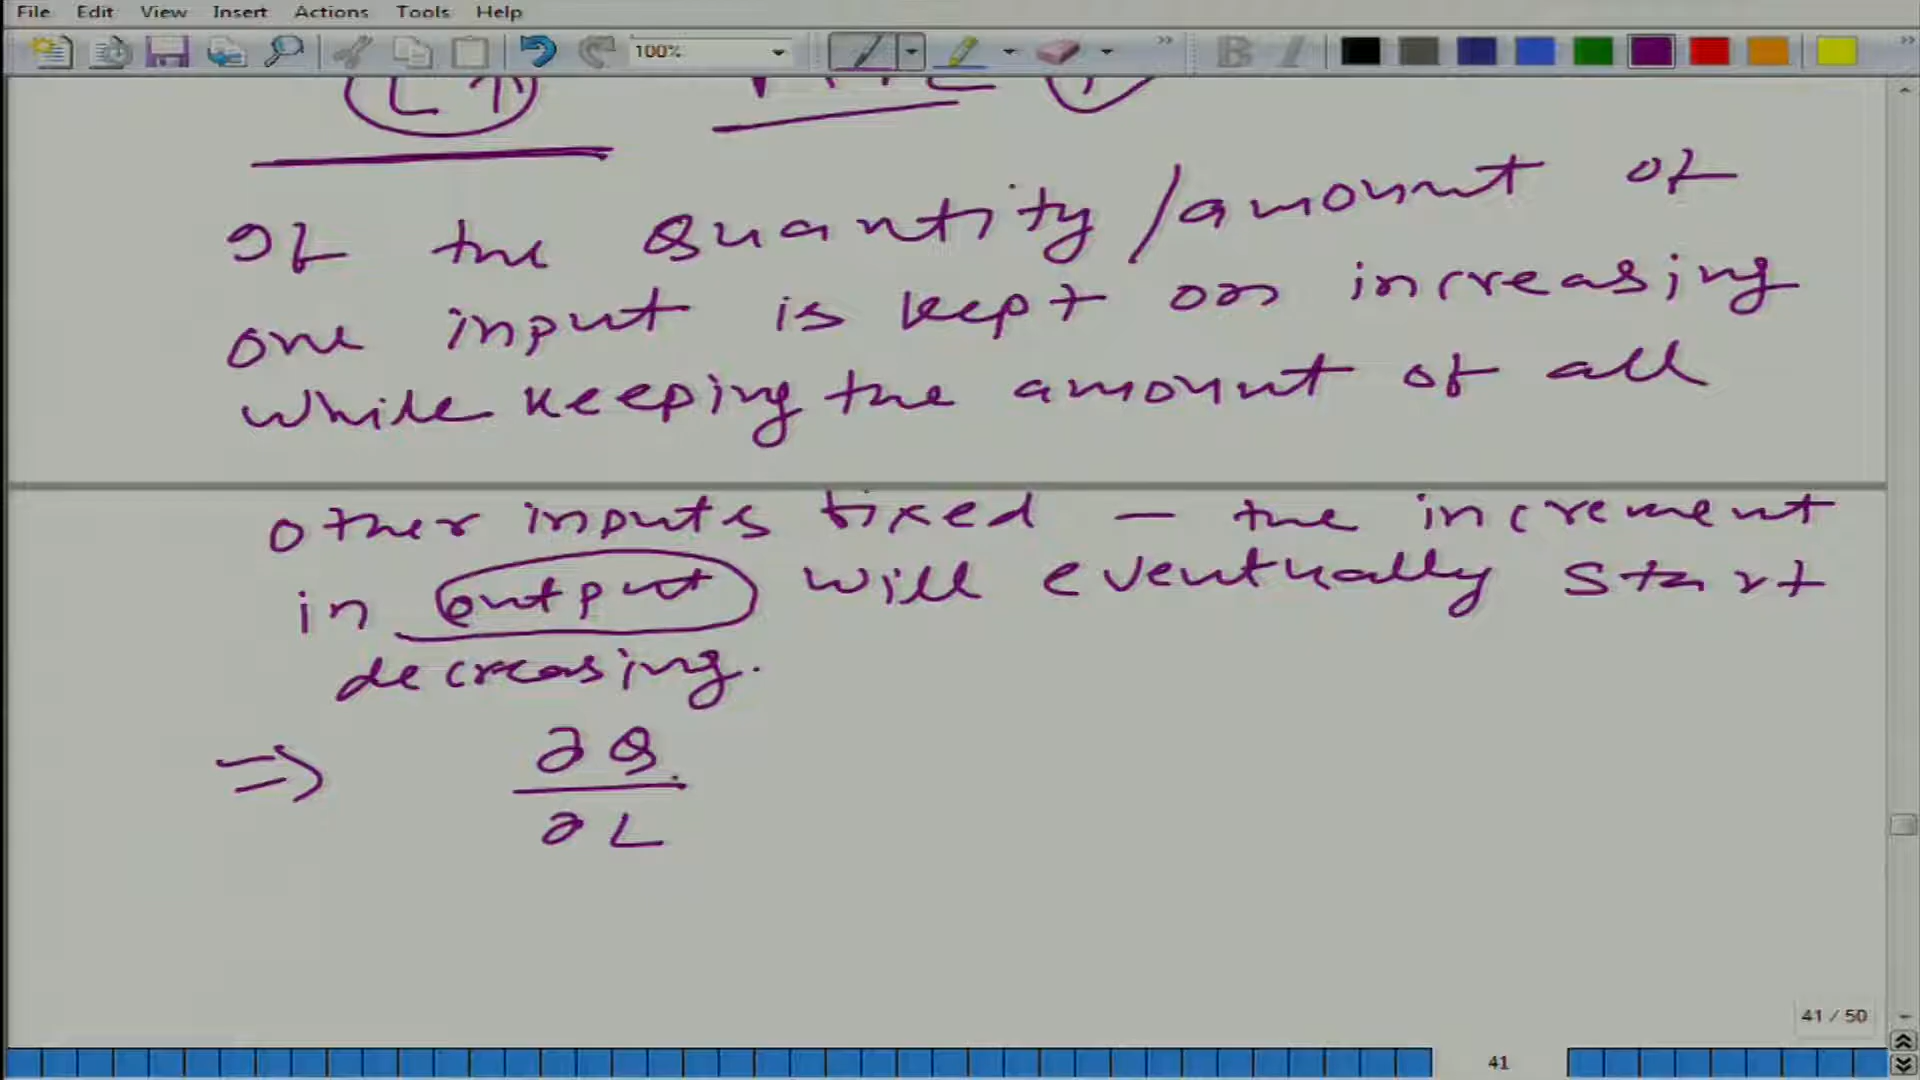 File Edit View Insert Actions Tools Help
100%
L ↑
If the Quantity/amount of
one input is kept on increasing
while keeping the amount of all
other inputs fixed - the increment
in output will eventually start
decreasing.
⇒ ∂Q
∂L
41 / 50
41